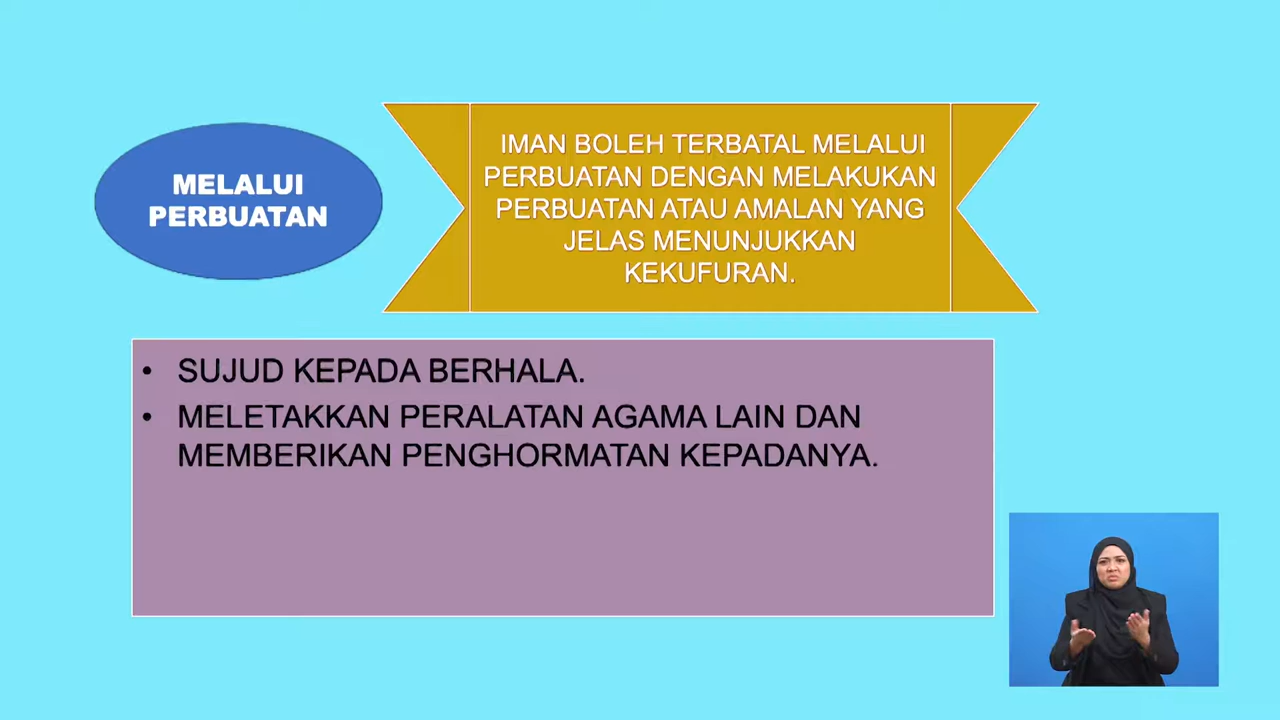 MELALUI
PERBUATAN
IMAN BOLEH TERBATAL MELALUI
PERBUATAN DENGAN MELAKUKAN
PERBUATAN ATAU AMALAN YANG
JELAS MENUNJUKKAN
KEKUFURAN.
• SUJUD KEPADA BERHALA.
• MELETAKKAN PERALATAN AGAMA LAIN DAN
MEMBERIKAN PENGHORMATAN KEPADANYA.